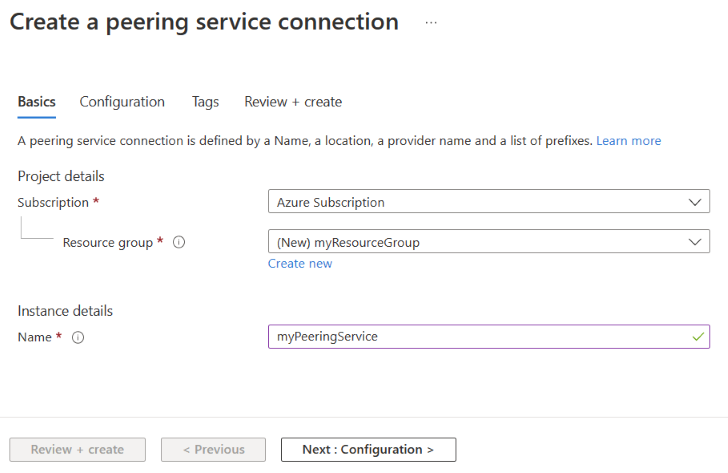 Create a peering service connection ...
Basics Configuration Tags Review + create
A peering service connection is defined by a Name, a location, a provider name and a list of prefixes. Learn more
Project details
Subscription * Azure Subscription
Resource group * (New) myResourceGroup
Create new
Instance details
Name * myPeeringService
Review + create < Previous Next : Configuration >